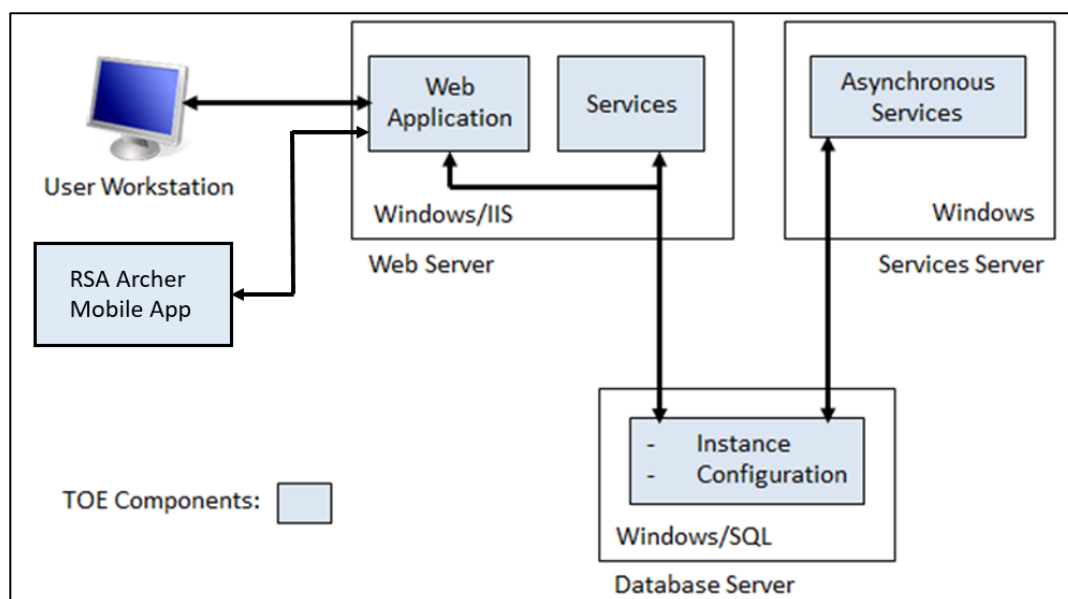 Web
Application
Services
Asynchronous
Services
User Workstation
Windows/IIS
Windows
Web Server
Services Server
RSA Archer
Mobile App
- Instance
- Configuration
TOE Components:
Windows/SQL
Database Server